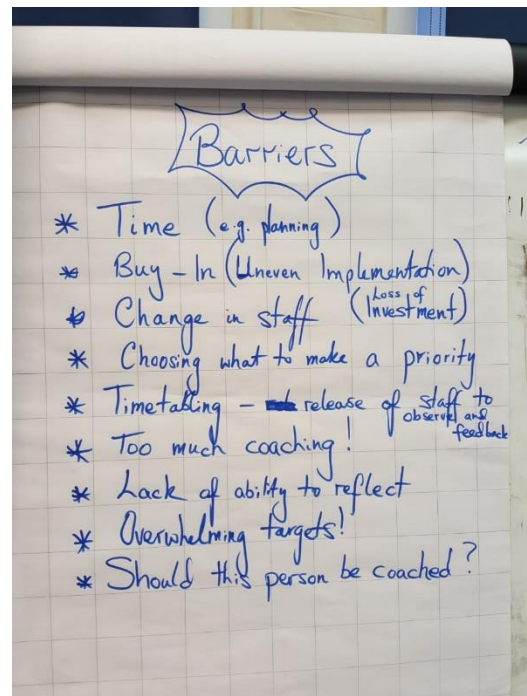 Barriers
* Time (e.g. planning)
* Buy-In (Uneven Implementation)
* Change in staff (Loss of Investment)
* Choosing what to make a priority
* Timetabling - release of staff to observe and feedback
* Too much coaching!
* Lack of ability to reflect
* Overwhelming targets!
* Should this person be coached?